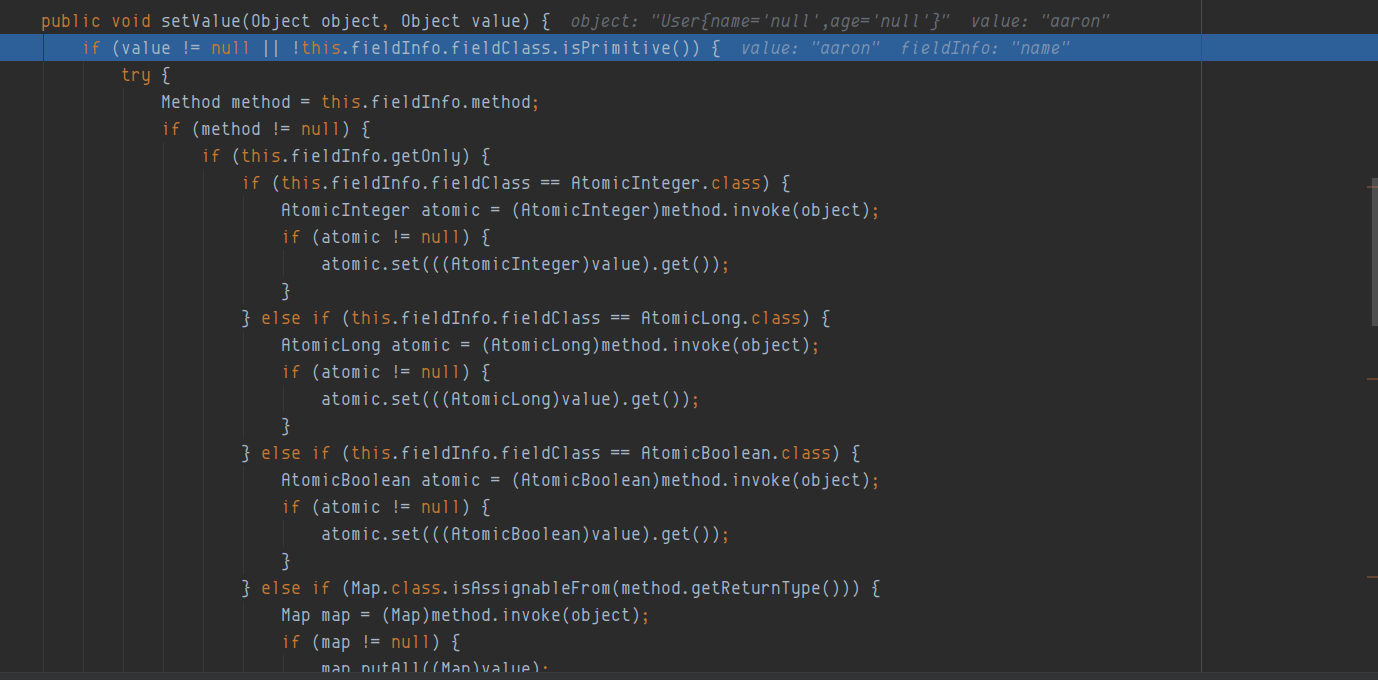 public void setValue(Object object, Object value) {  object: "User{name='null',age='null'}"  value: "aaron"
    if (value != null || !this.fieldInfo.fieldClass.isPrimitive()) {  value: "aaron"  fieldInfo: "name"
        try {
            Method method = this.fieldInfo.method;
            if (method != null) {
                if (this.fieldInfo.getOnly) {
                    if (this.fieldInfo.fieldClass == AtomicInteger.class) {
                        AtomicInteger atomic = (AtomicInteger)method.invoke(object);
                        if (atomic != null) {
                            atomic.set(((AtomicInteger)value).get());
                        }
                    } else if (this.fieldInfo.fieldClass == AtomicLong.class) {
                        AtomicLong atomic = (AtomicLong)method.invoke(object);
                        if (atomic != null) {
                            atomic.set(((AtomicLong)value).get());
                        }
                    } else if (this.fieldInfo.fieldClass == AtomicBoolean.class) {
                        AtomicBoolean atomic = (AtomicBoolean)method.invoke(object);
                        if (atomic != null) {
                            atomic.set(((AtomicBoolean)value).get());
                        }
                    } else if (Map.class.isAssignableFrom(method.getReturnType())) {
                        Map map = (Map)method.invoke(object);
                        if (map != null) {
                            map.putAll((Map)value);